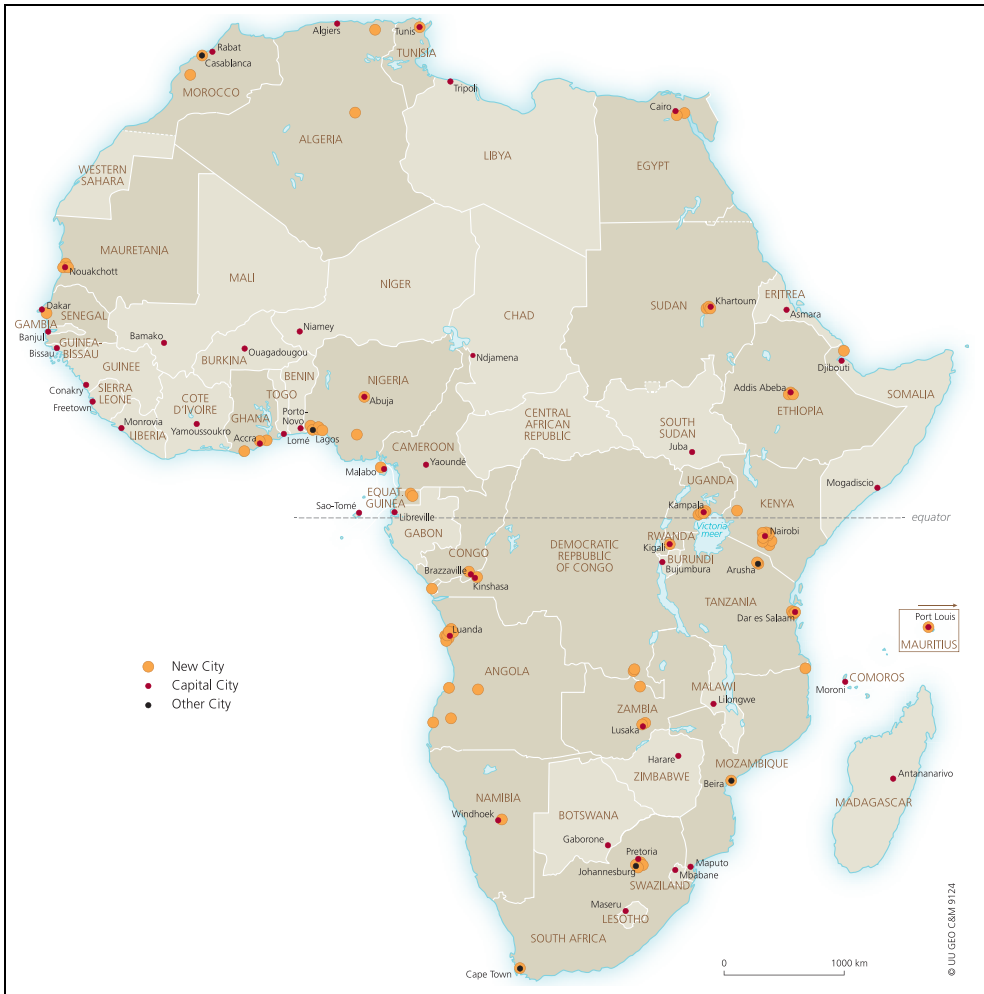 Algiers
Tunis
TUNISIA
Rabat
Casablanca
MOROCCO
Tripoli
Cairo
ALGERIA
LIBYA
EGYPT
WESTERN
SAHARA
MAURETANIA
Nouakchott
MALI
NIGER
CHAD
SUDAN
Khartoum
ERITREA
Asmara
Dakar
SENEGAL
GAMBIA
Banjul
Bissau
GUINEA-
BISSAU
Bamako
Niamey
Ouagadougou
BURKINA
Ndjamena
Djibouti
GUINEE
Conakry
SIERRA
LEONE
Freetown
COTE
D'IVOIRE
Yamoussoukro
Monrovia
LIBERIA
GHANA
Accra
TOGO
BENIN
Porto-
Novo
Lomé
Lagos
NIGERIA
Abuja
Addis Abeba
ETHIOPIA
SOMALIA
CENTRAL
AFRICAN
REPUBLIC
SOUTH
SUDAN
Juba
CAMEROON
Yaoundé
Malabo
EQUAT.
GUINEA
Sao-Tomé
Libreville
GABON
UGANDA
Kampala
KENYA
Mogadiscio
equator
Victoria
meer
Nairobi
CONGO
Brazzaville
Kinshasa
DEMOCRATIC
REPUBLIC
OF CONGO
RWANDA
Kigali
BURUNDI
Bujumbura
Arusha
TANZANIA
Dar es Salaam
Port Louis
MAURITIUS
Luanda
ANGOLA
New City
Capital City
Other City
MALAWI
Lilongwe
COMOROS
Moroni
ZAMBIA
Lusaka
Harare
ZIMBABWE
MOZAMBIQUE
Beira
Antananarivo
MADAGASCAR
NAMIBIA
Windhoek
BOTSWANA
Gaborone
Pretoria
Johannesburg
Maputo
Mbabane
SWAZILAND
Maseru
LESOTHO
SOUTH AFRICA
Cape Town
0
1000 km
© UU GEO C&M 9124